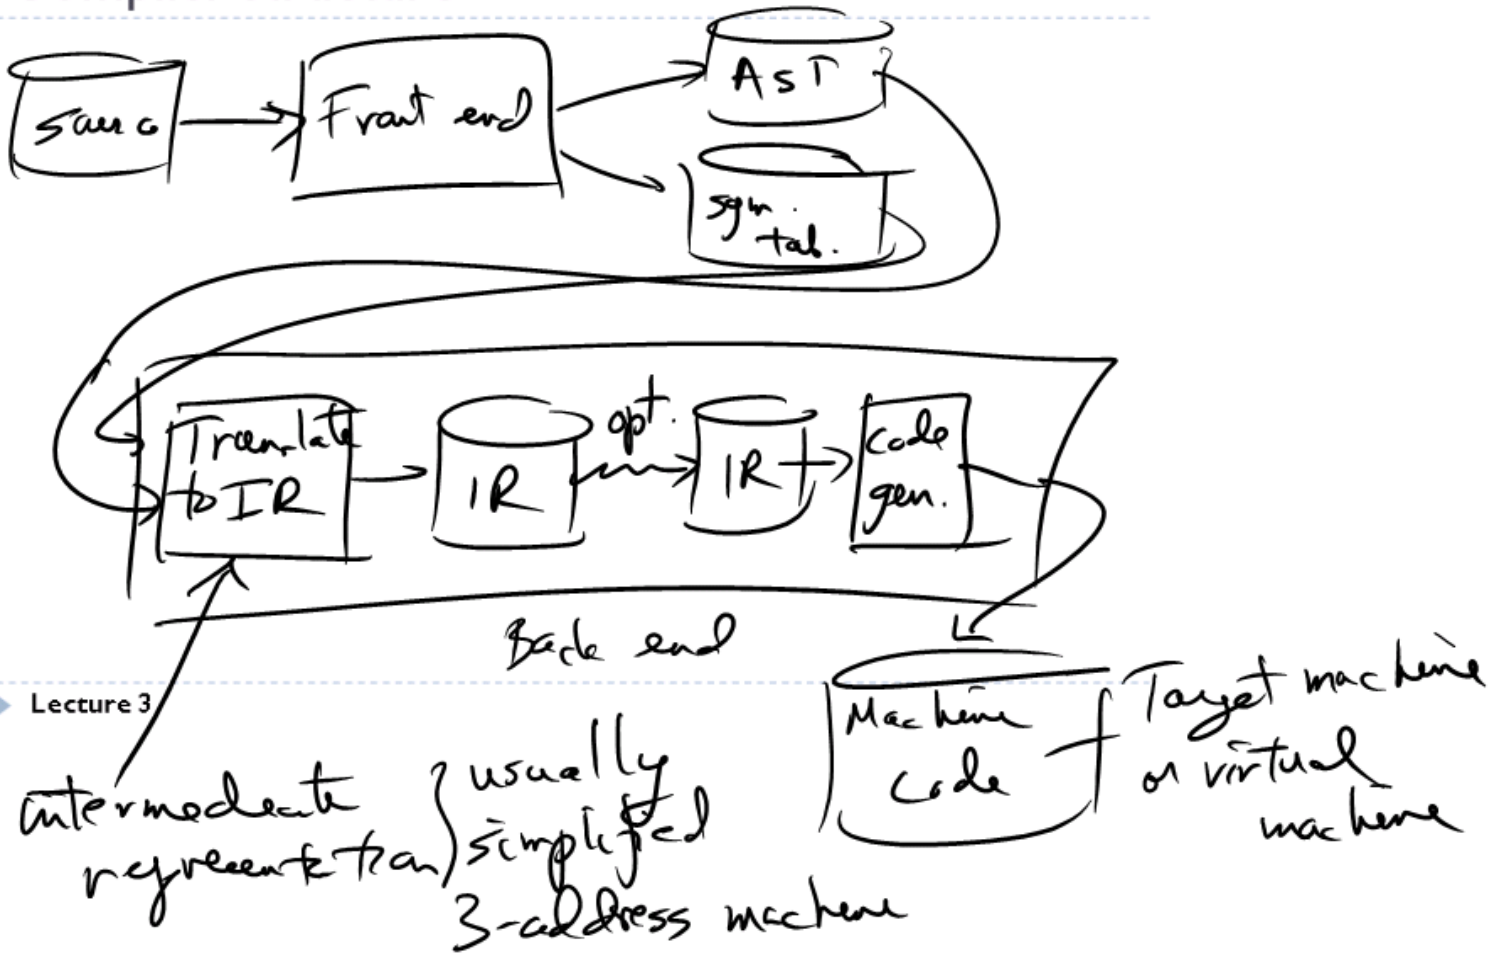 source
Front end
AST
sym.
tab.
Translate
to IR
IR
opt.
IR
code
gen.
Back end
Lecture 3
Machine
code
Target machine
or virtual
machine
intermediate
representation
usually
simplified
3-address machine